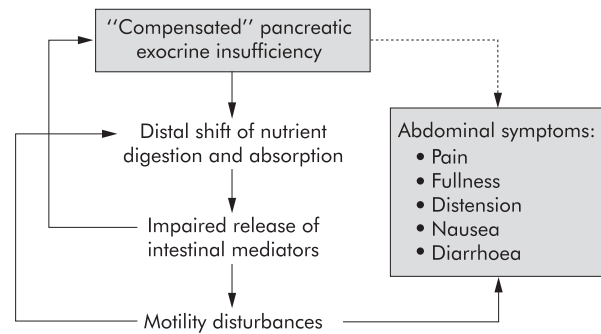 ‘‘Compensated’’ pancreatic
exocrine insufficiency
Distal shift of nutrient
digestion and absorption
Impaired release of
intestinal mediators
Motility disturbances
Abdominal symptoms:
• Pain
• Fullness
• Distension
• Nausea
• Diarrhoea